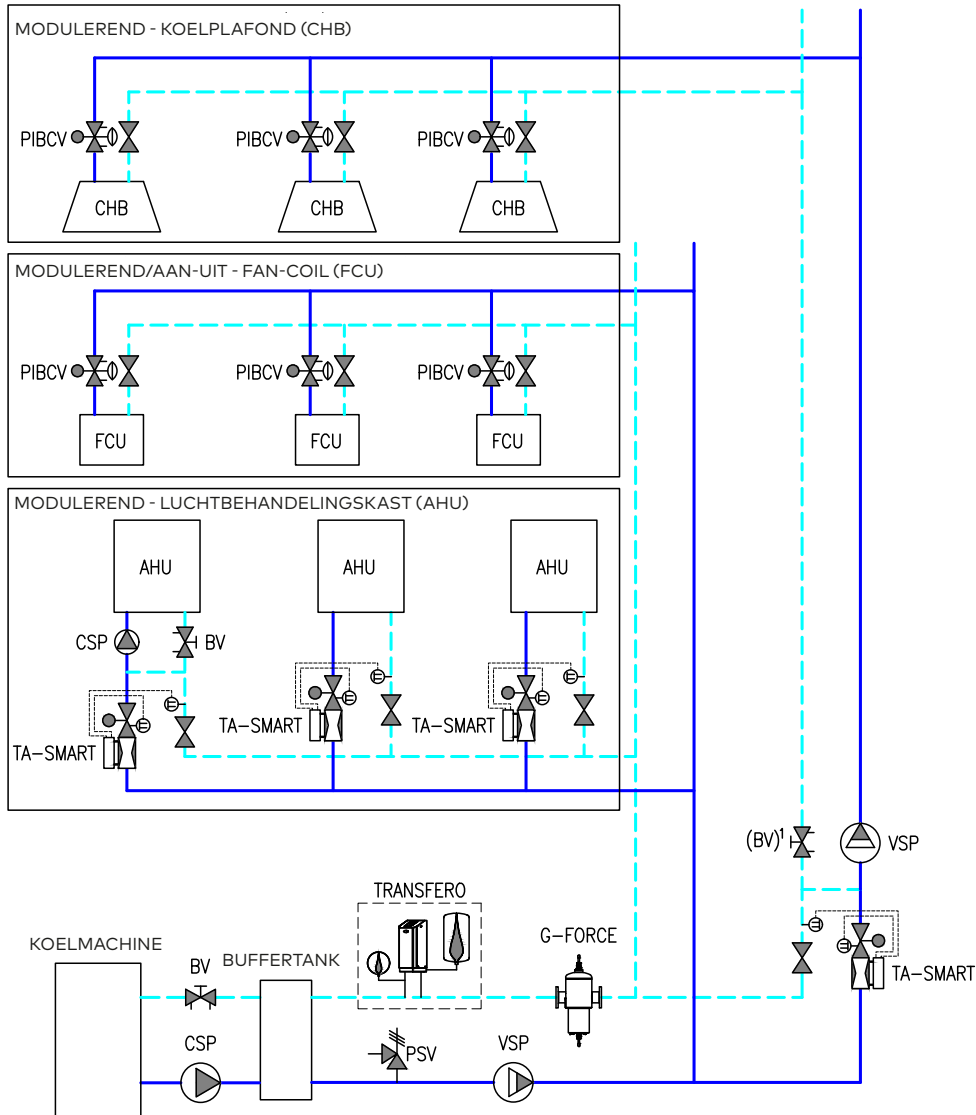 MODULEREND - KOELPLAFOND (CHB)
PIBCV
PIBCV
PIBCV
CHB
CHB
CHB
MODULEREND/AAN-UIT - FAN-COIL (FCU)
PIBCV
PIBCV
PIBCV
FCU
FCU
FCU
MODULEREND - LUCHTBEHANDELINGSKAST (AHU)
AHU
AHU
AHU
CSP
BV
TA-SMART
TA-SMART
TA-SMART
(BV)¹
VSP
TA-SMART
TRANSFERO
G-FORCE
KOELMACHINE
BV
BUFFERTANK
CSP
PSV
VSP